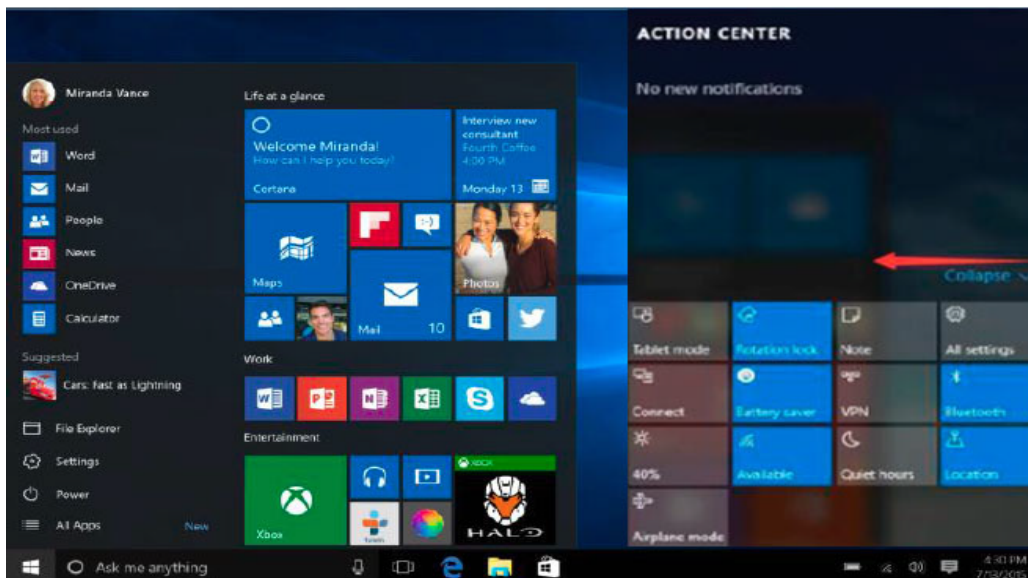 Miranda Vance
Most used
Word
Mail
People
News
OneDrive
Calculator
Suggested
Cars: Fast as Lightning
File Explorer
Settings
Power
All Apps New
Life at a glance
Welcome Miranda!
How can I help you today?
Cortana
Interview new
consultant
Fourth Coffee
4:00 PM
Monday 13
Maps
:-)
Photos
Mail 10
Work
Entertainment
Xbox
XBOX
HALO
ACTION CENTER
No new notifications
Collapse
Tablet mode
Rotation lock
Note
All settings
Connect
Battery saver
VPN
Bluetooth
40%
Available
Quiet hours
Location
Airplane mode
Ask me anything
4:30 PM